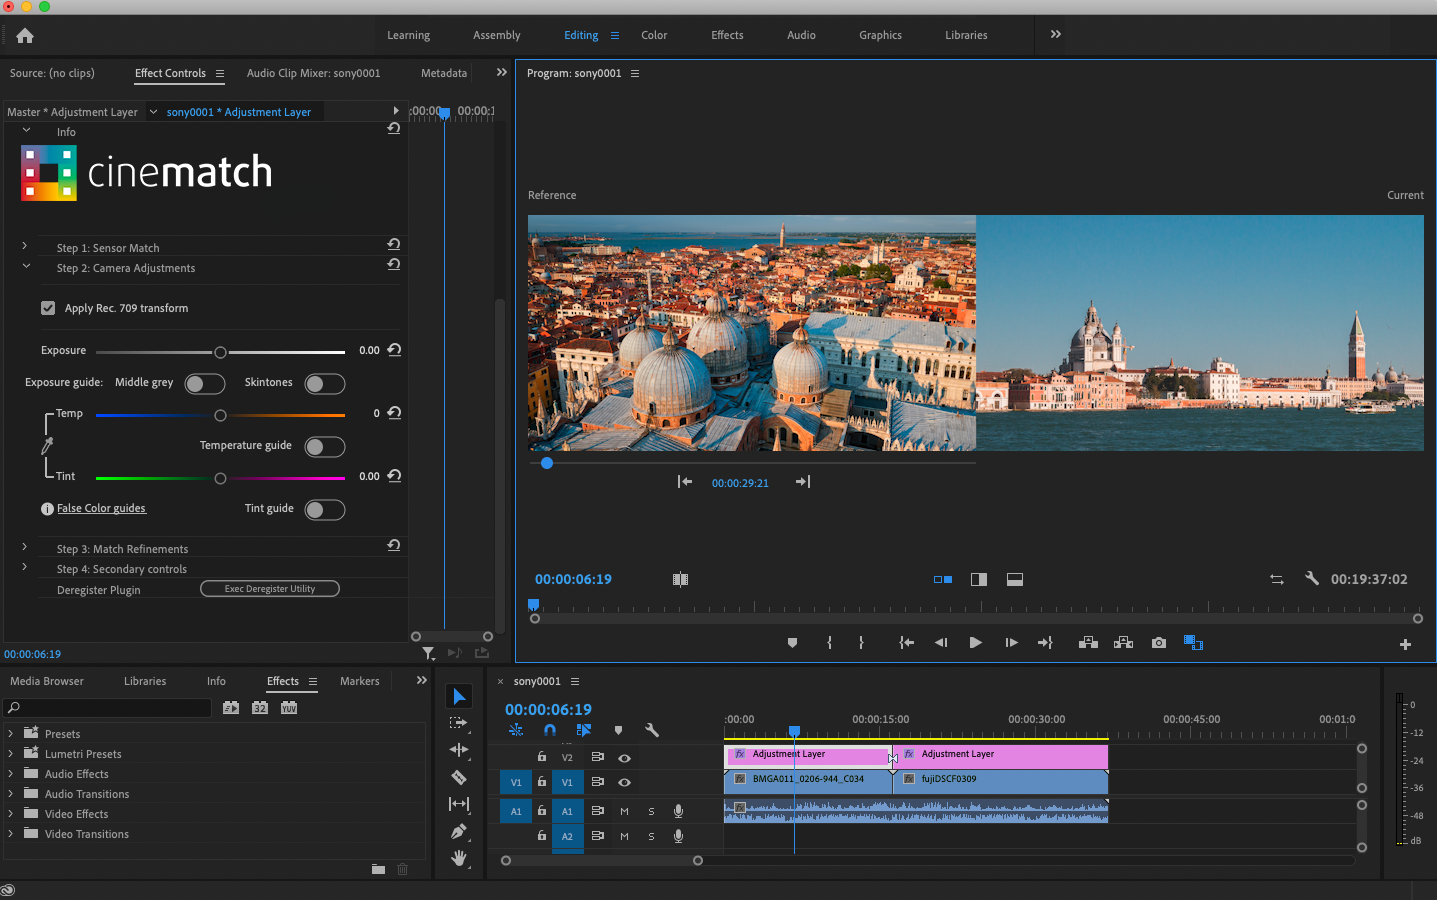 Learning Assembly Editing Color Effects Audio Graphics Libraries
Source: (no clips) Effect Controls Audio Clip Mixer: sony0001 Metadata
Program: sony0001
Master * Adjustment Layer sony0001 * Adjustment Layer
:00:00 00:00:1
Info
cinematch
Reference Current
Step 1: Sensor Match
Step 2: Camera Adjustments
Apply Rec. 709 transform
Exposure 0.00
Exposure guide: Middle grey Skintones
Temp 0
Temperature guide
Tint 0.00
False Color guides Tint guide
Step 3: Match Refinements
Step 4: Secondary controls
Deregister Plugin Exec Deregister Utility
00:00:06:19
00:00:29:21
00:00:06:19 00:19:37:02
Media Browser Libraries Info Effects Markers
32 YUV
Presets
Lumetri Presets
Audio Effects
Audio Transitions
Video Effects
Video Transitions
× sony0001
00:00:06:19
:00:00 00:00:15:00 00:00:30:00 00:00:45:00 00:01:0
V2 fx Adjustment Layer fx Adjustment Layer
V1 V1 fx BMGA011_0206-944_C034 fx fujiDSCF0309
A1 A1 M S fx
A2 M S
0
-12
-24
-36
-48
dB